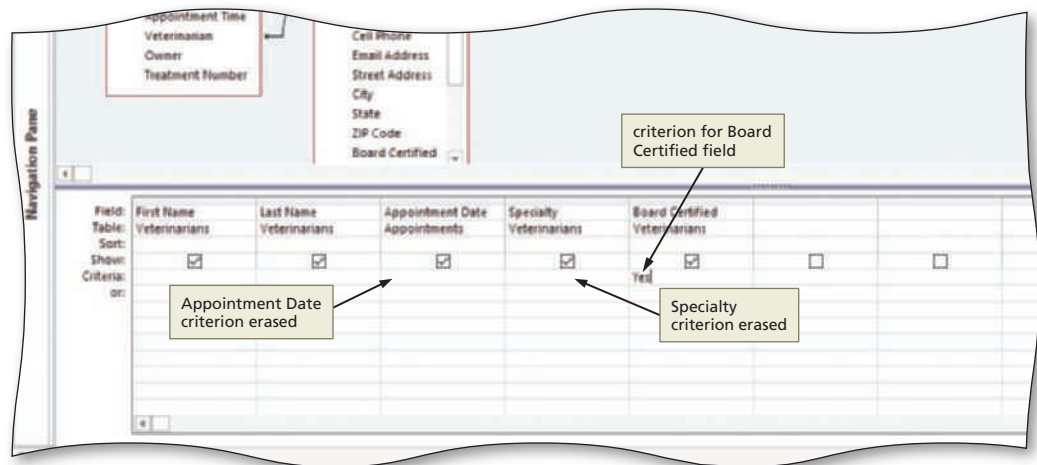 Appointment Time
Veterinarian
Owner
Treatment Number
Cell Phone
Email Address
Street Address
City
State
ZIP Code
Board Certified
Navigation Pane
criterion for Board
Certified field
Field: First Name Last Name Appointment Date Specialty Board Certified
Table: Veterinarians Veterinarians Appointments Veterinarians Veterinarians
Sort:
Show:
Criteria: Yes
or:
Appointment Date
criterion erased
Specialty
criterion erased